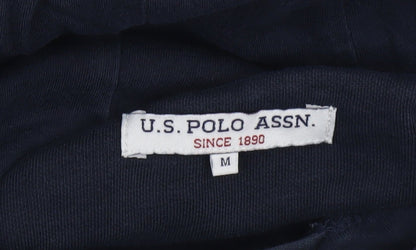 U.S. POLO ASSN.
SINCE 1890
M